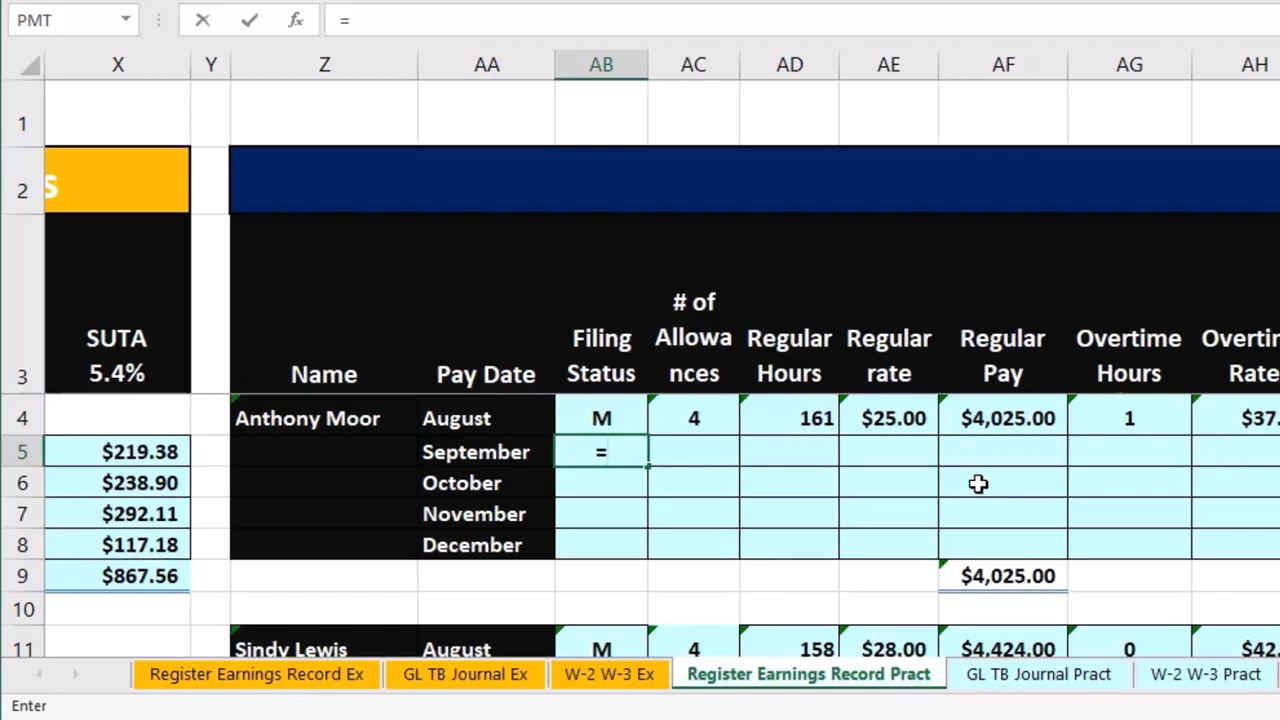 PMT =
X Y Z AA AB AC AD AE AF AG AH
1
2 S
# of
SUTA Filing Allowa Regular Regular Regular Overtime Overti
3 5.4% Name Pay Date Status nces Hours rate Pay Hours Rate
4 Anthony Moor August M 4 161 $25.00 $4,025.00 1 $37.
5 $219.38 September =
6 $238.90 October
7 $292.11 November
8 $117.18 December
9 $867.56 $4,025.00
10
11 Sindy Lewis August M 4 158 $28.00 $4,424.00 0 $42.
Register Earnings Record Ex GL TB Journal Ex W-2 W-3 Ex Register Earnings Record Pract GL TB Journal Pract W-2 W-3 Pract
Enter